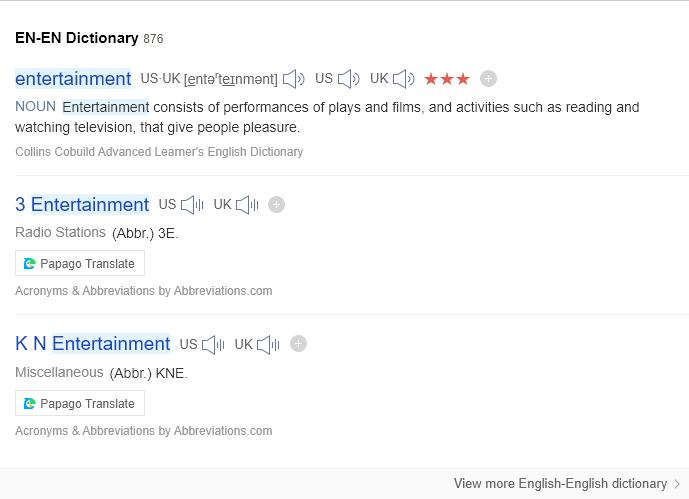 EN-EN Dictionary 876
entertainment US·UK [entəˈteɪnmənt] US UK
NOUN Entertainment consists of performances of plays and films, and activities such as reading and
watching television, that give people pleasure.
Collins Cobuild Advanced Learner's English Dictionary
3 Entertainment US UK
Radio Stations (Abbr.) 3E.
Papago Translate
Acronyms & Abbreviations by Abbreviations.com
K N Entertainment US UK
Miscellaneous (Abbr.) KNE.
Papago Translate
Acronyms & Abbreviations by Abbreviations.com
View more English-English dictionary